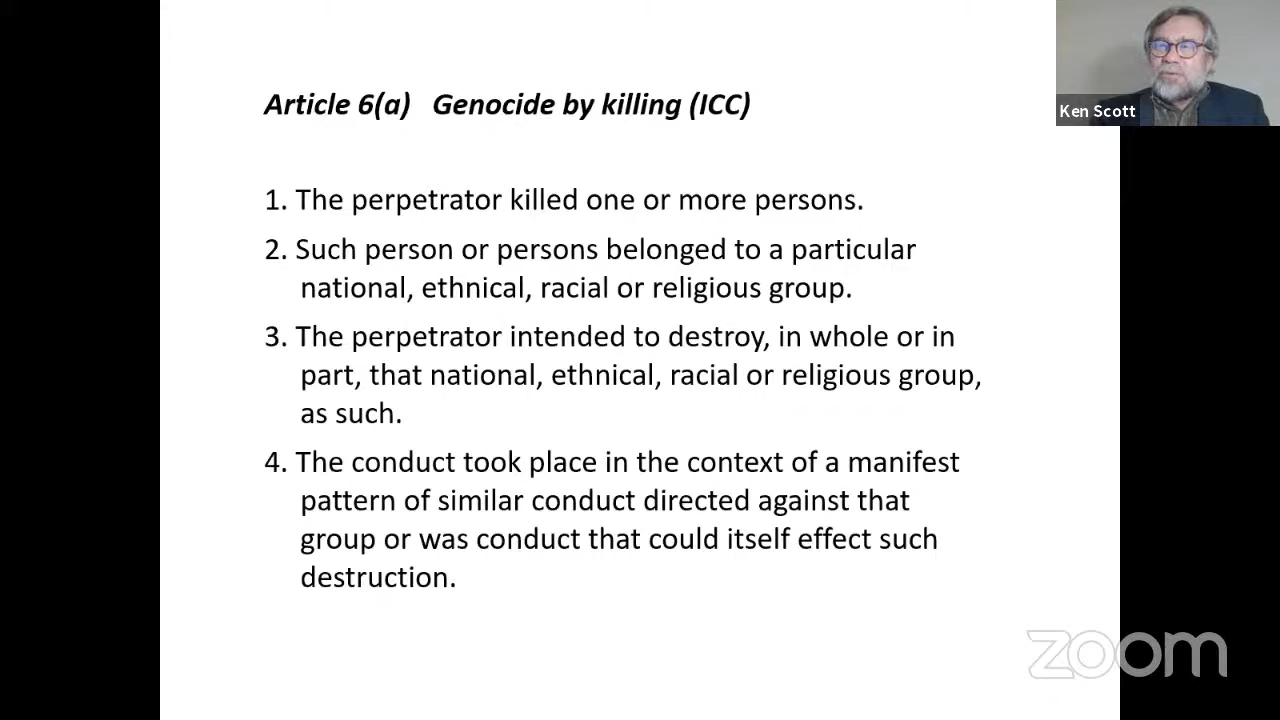 Article 6(a) Genocide by killing (ICC)
Ken Scott
1. The perpetrator killed one or more persons.
2. Such person or persons belonged to a particular
national, ethnical, racial or religious group.
3. The perpetrator intended to destroy, in whole or in
part, that national, ethnical, racial or religious group,
as such.
4. The conduct took place in the context of a manifest
pattern of similar conduct directed against that
group or was conduct that could itself effect such
destruction.
zoom